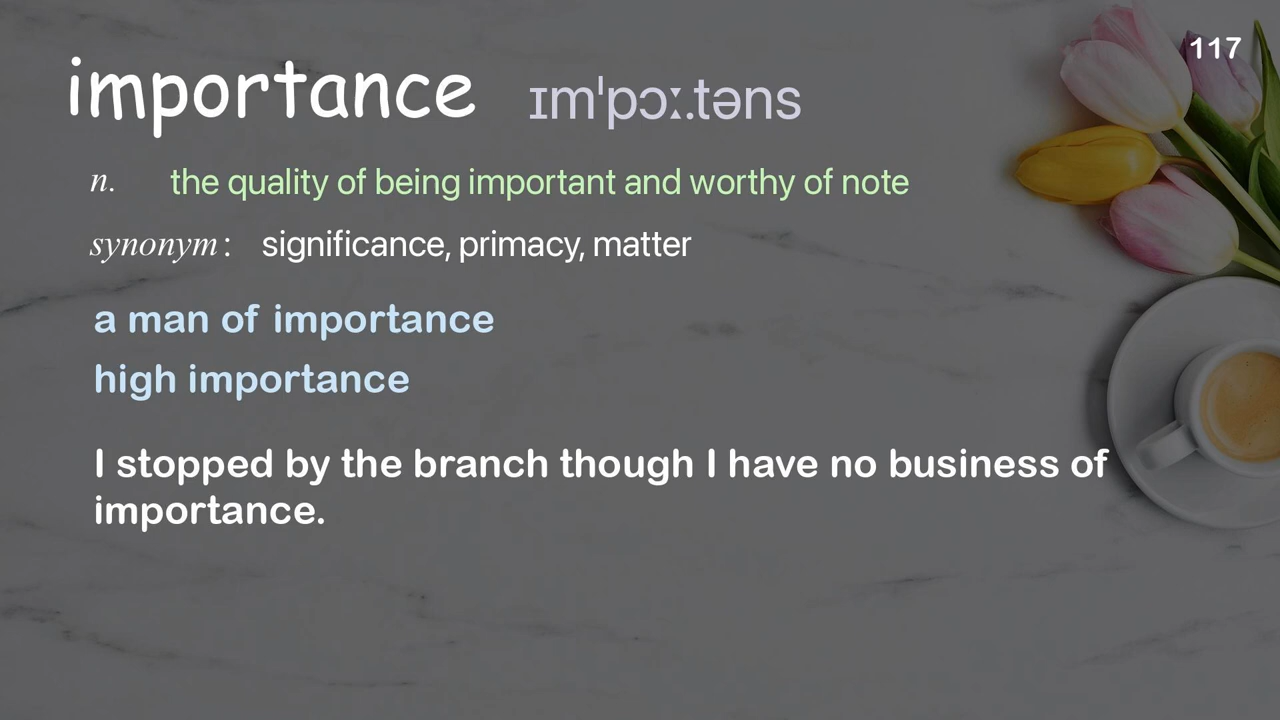 117
importance ɪmˈpɔː.təns
n. the quality of being important and worthy of note
synonym: significance, primacy, matter
a man of importance
high importance
I stopped by the branch though I have no business of
importance.